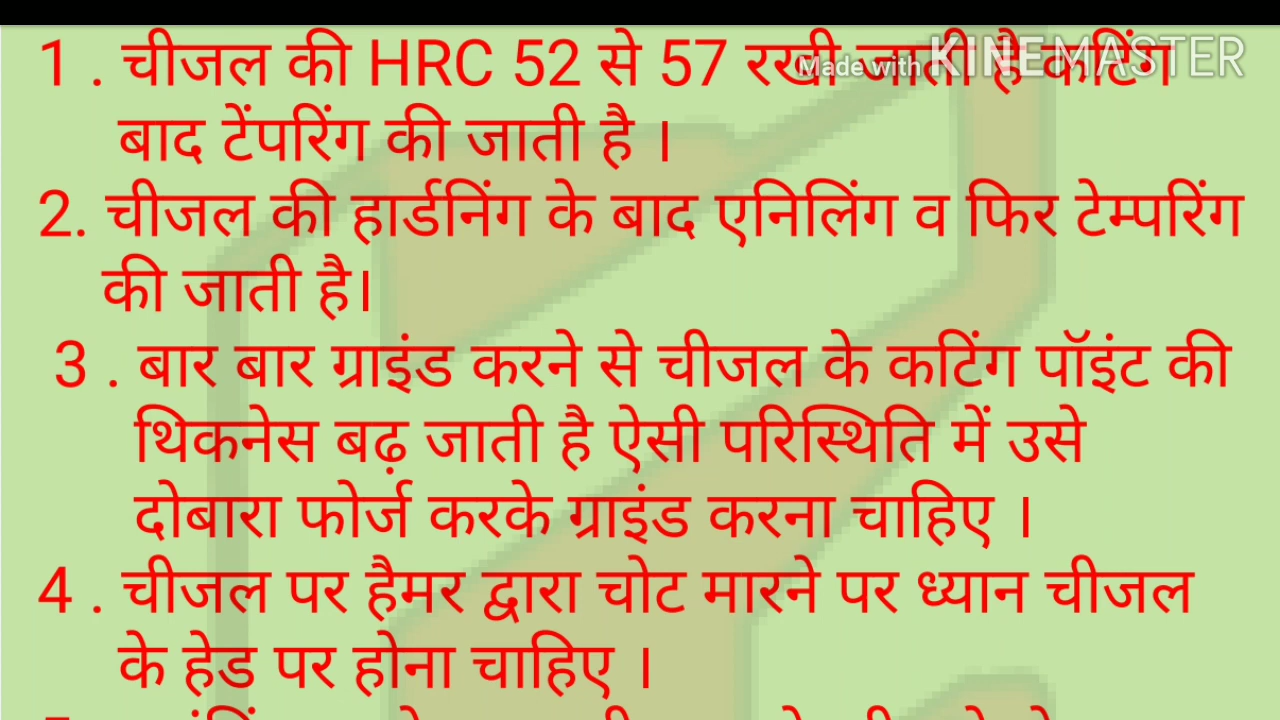 1 . चीजल की HRC 52 से 57 रखी जाती है कटिंग
Made with KINEMASTER
बाद टेंपरिंग की जाती है ।
2. चीजल की हार्डनिंग के बाद एनिलिंग व फिर टेम्परिंग
की जाती है।
3 . बार बार ग्राइंड करने से चीजल के कटिंग पॉइंट की
थिकनेस बढ़ जाती है ऐसी परिस्थिति में उसे
दोबारा फोर्ज करके ग्राइंड करना चाहिए ।
4 . चीजल पर हैमर द्वारा चोट मारने पर ध्यान चीजल
के हेड पर होना चाहिए ।